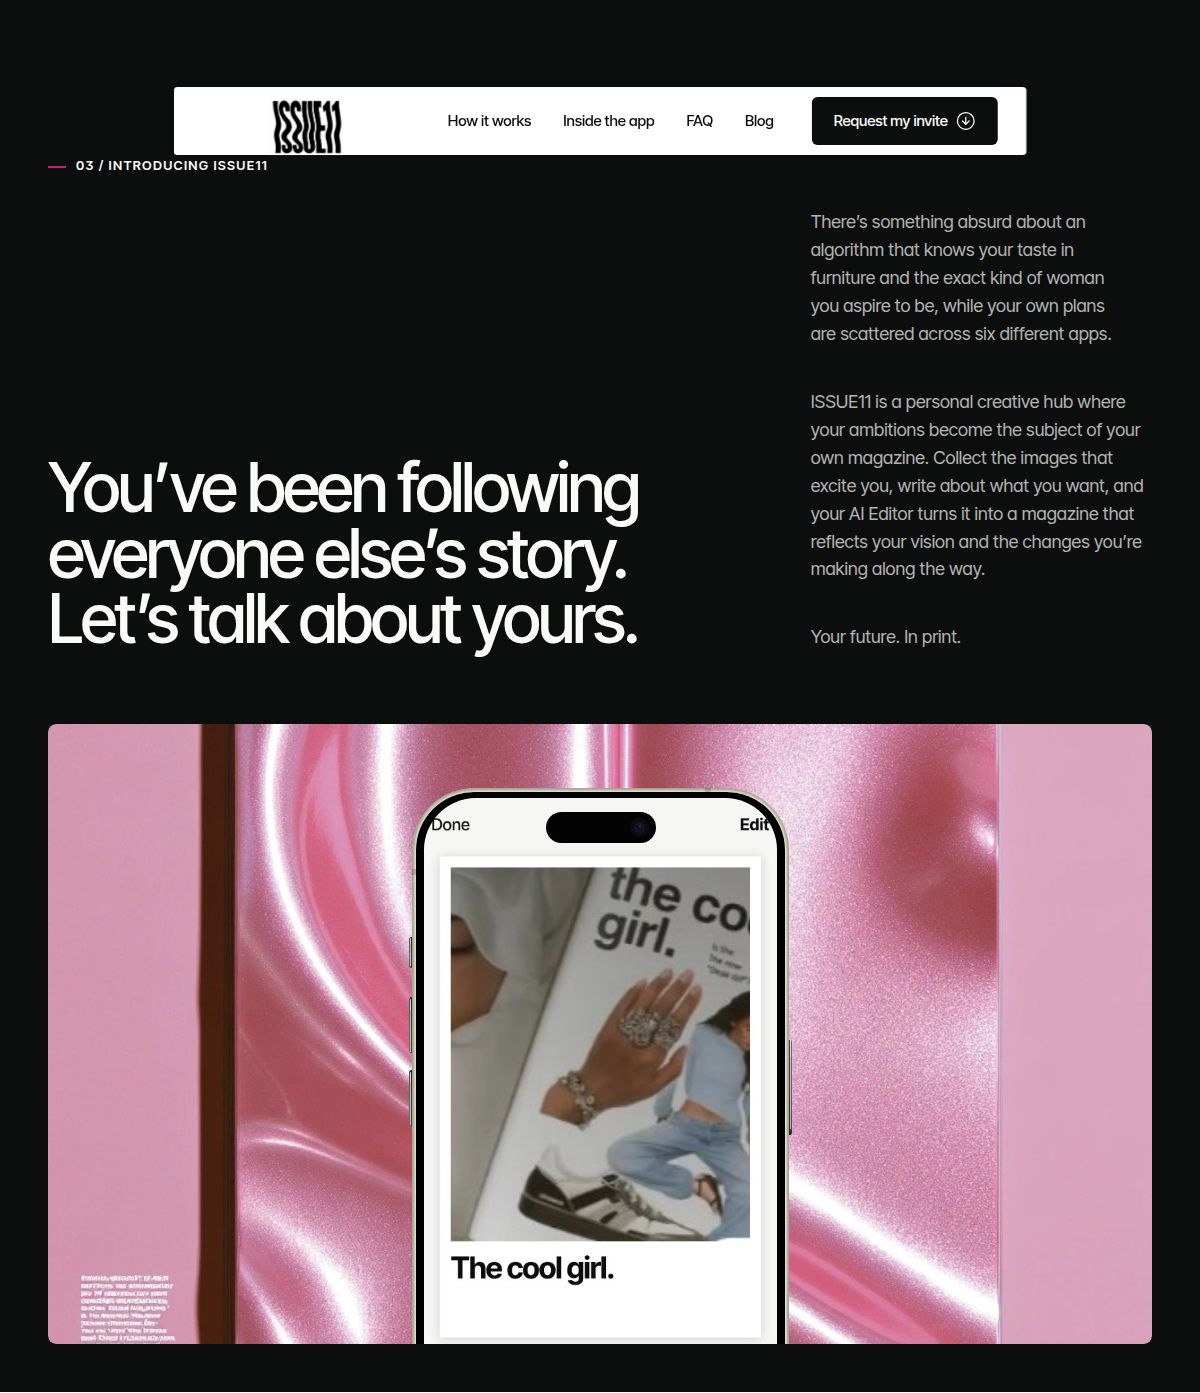 ISSUE11
How it works
Inside the app
FAQ
Blog
Request my invite
03 / INTRODUCING ISSUE11
There’s something absurd about an
algorithm that knows your taste in
furniture and the exact kind of woman
you aspire to be, while your own plans
are scattered across six different apps.
ISSUE11 is a personal creative hub where
your ambitions become the subject of your
own magazine. Collect the images that
excite you, write about what you want, and
your AI Editor turns it into a magazine that
reflects your vision and the changes you’re
making along the way.
Your future. In print.
You’ve been following
everyone else’s story.
Let’s talk about yours.
Done
Edit
the co
girl.
Is She
The new
The cool girl.